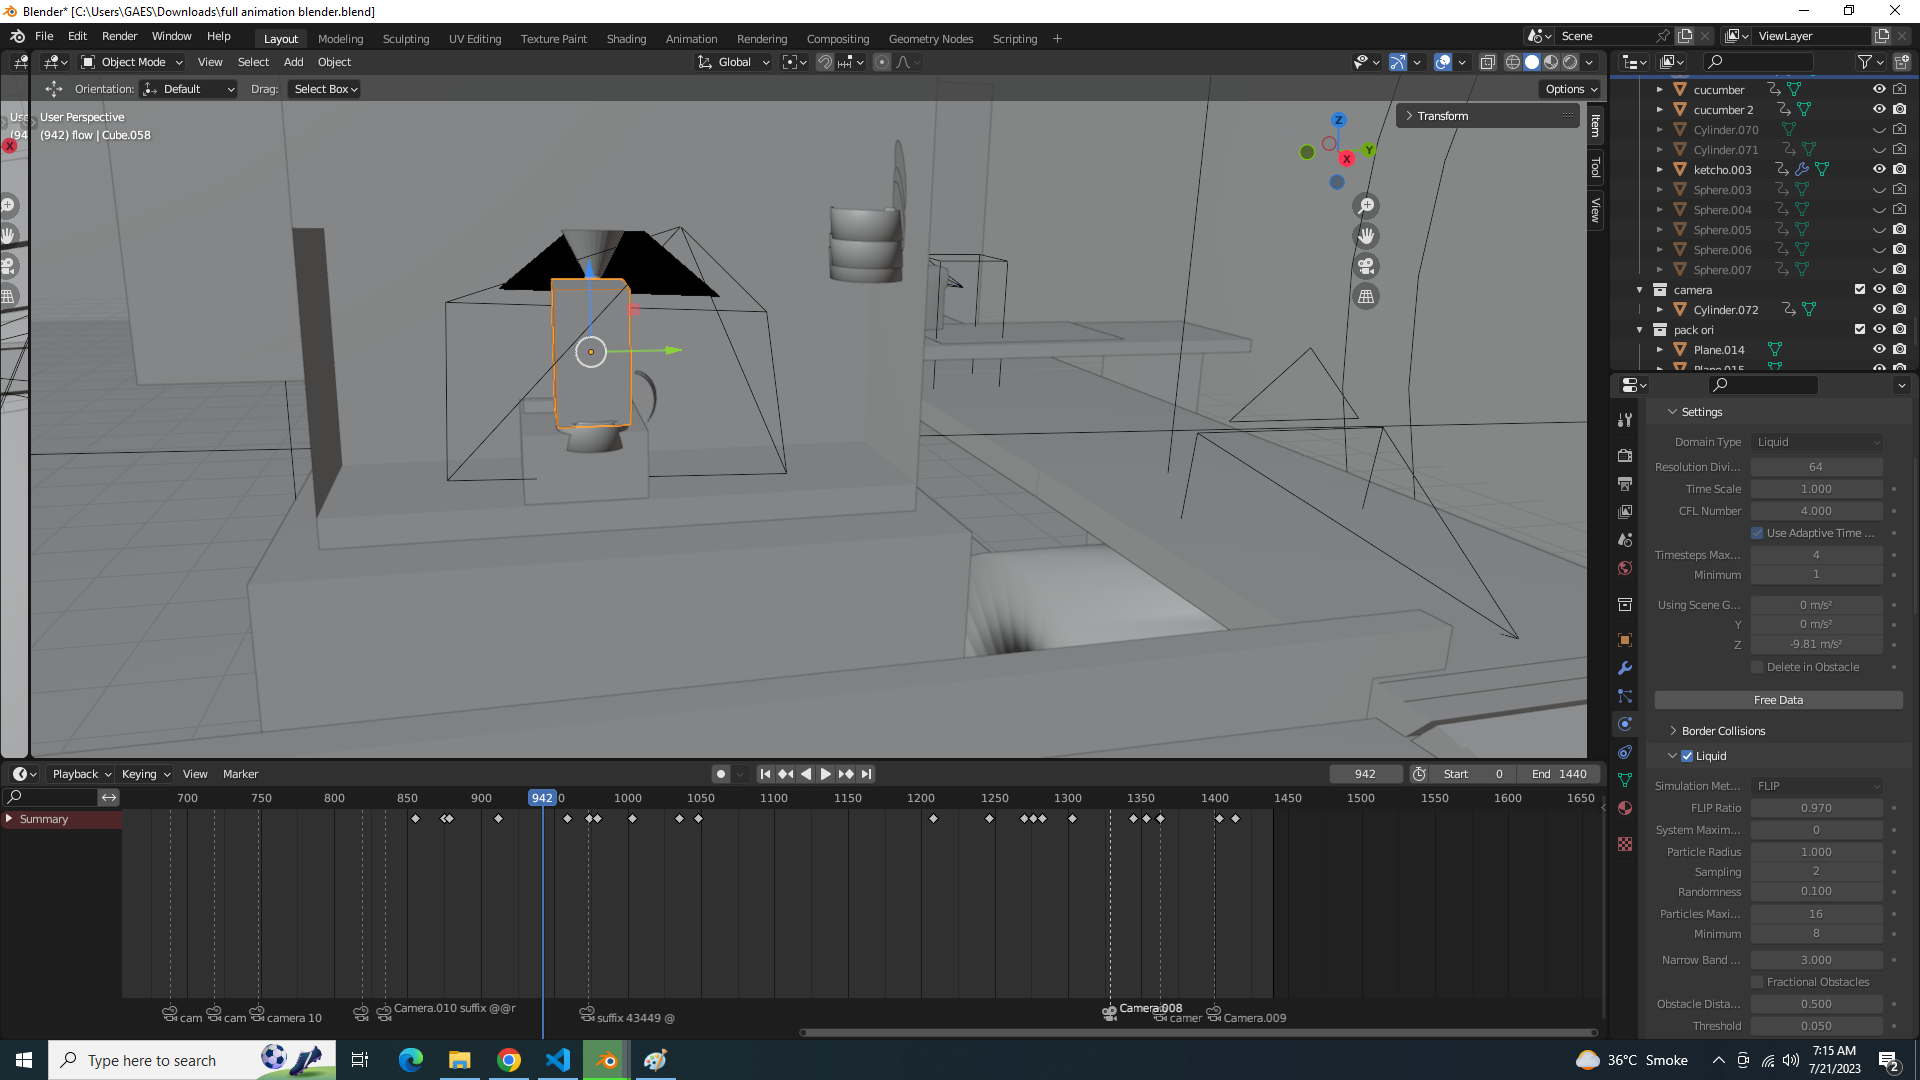 Blender* [C:\Users\GAES\Downloads\full animation blender.blend]
File Edit Render Window Help Layout Modeling Sculpting UV Editing Texture Paint Shading Animation Rendering Compositing Geometry Nodes Scripting + Scene ViewLayer
Object Mode View Select Add Object Global
Orientation: Default Drag: Select Box Options
User Perspective
(942) flow | Cube.058
Use
(94
X
Transform
Item
Tool
View
Z
Y
X
cucumber
cucumber 2
Cylinder.070
Cylinder.071
ketcho.003
Sphere.003
Sphere.004
Sphere.005
Sphere.006
Sphere.007
camera
Cylinder.072
pack ori
Plane.014
Plane.015
Settings
Domain Type Liquid
Resolution Divi... 64
Time Scale 1.000
CFL Number 4.000
Use Adaptive Time ...
Timesteps Max... 4
Minimum 1
Using Scene G... 0 m/s²
Y 0 m/s²
Z -9.81 m/s²
Delete in Obstacle
Free Data
Border Collisions
Liquid
Simulation Met... FLIP
FLIP Ratio 0.970
System Maxim... 0
Particle Radius 1.000
Sampling 2
Randomness 0.100
Particles Maxi... 16
Minimum 8
Narrow Band ... 3.000
Fractional Obstacles
Obstacle Dista... 0.500
Threshold 0.050
Playback Keying View Marker 942 Start 0 End 1440
700 750 800 850 900 942 0 1000 1050 1100 1150 1200 1250 1300 1350 1400 1450 1500 1550 1600 1650
Summary
Camera.010 suffix @@r Camera.008
cam cam camera 10 suffix 43449 @ camer Camera.009
Type here to search
36°C Smoke
7:15 AM
7/21/2023
2